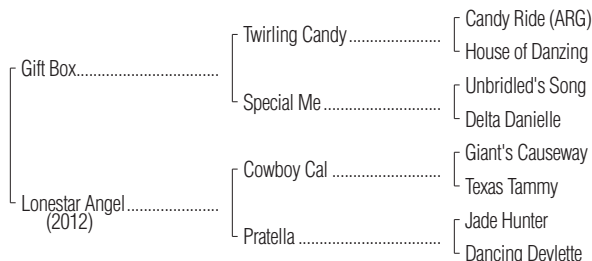 Candy Ride (ARG)
Twirling Candy
House of Danzing
Gift Box
Unbridled's Song
Special Me
Delta Danielle
Giant's Causeway
Cowboy Cal
Texas Tammy
Lonestar Angel
(2012)
Jade Hunter
Pratella
Dancing Devlette